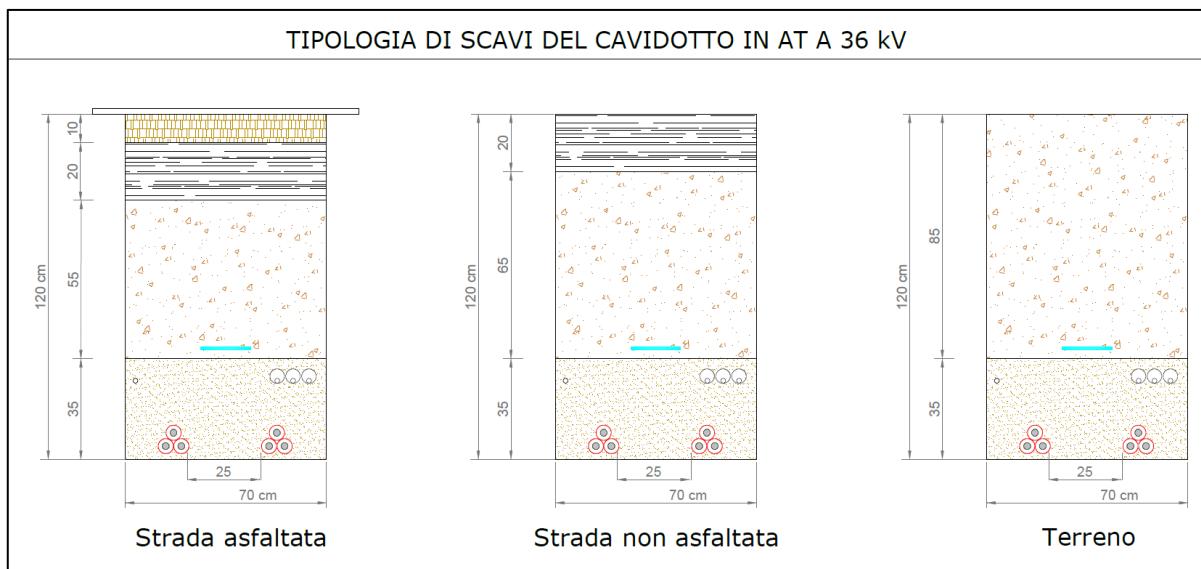 TIPOLOGIA DI SCAVI DEL CAVIDOTTO IN AT A 36 kV
120 cm
10
20
55
35
25
70 cm
Strada asfaltata
120 cm
20
65
35
25
70 cm
Strada non asfaltata
120 cm
85
35
25
70 cm
Terreno